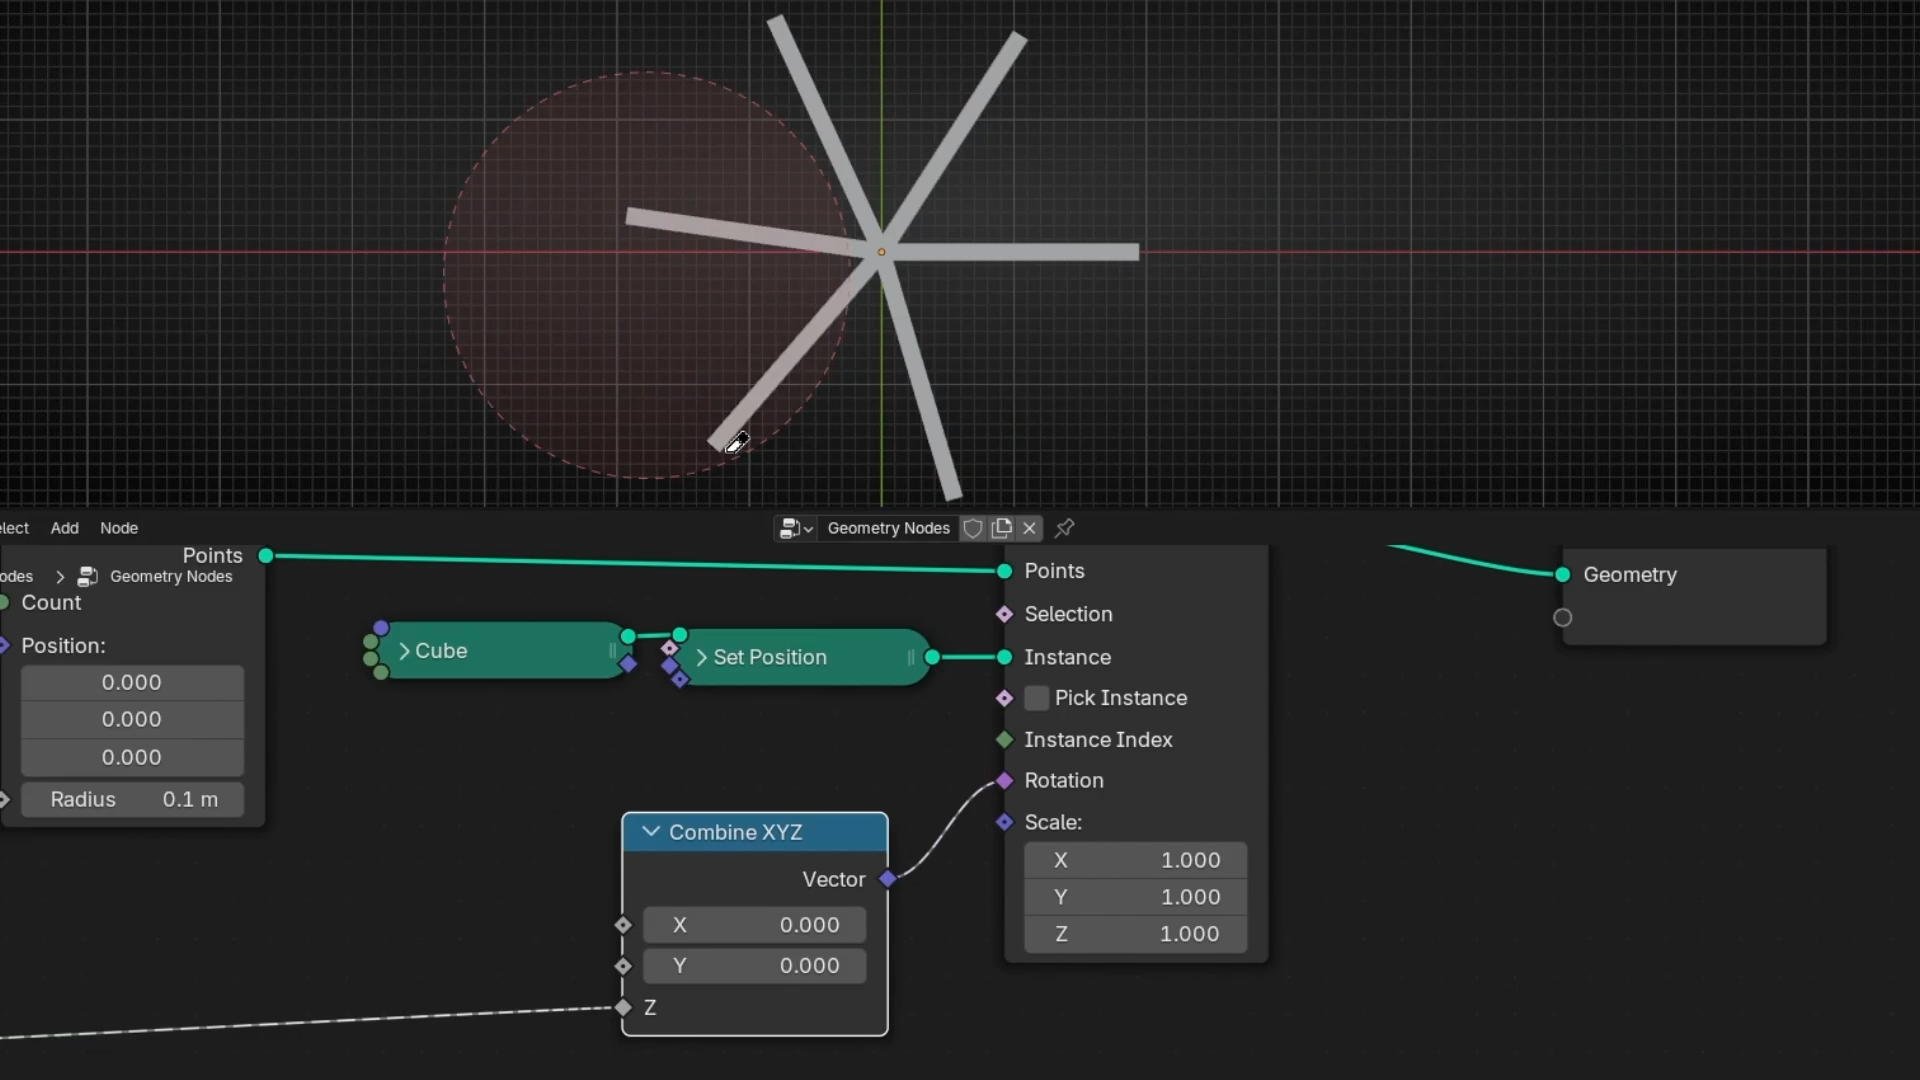 elect Add Node
Geometry Nodes
Points
odes > Geometry Nodes
Count
Position:
0.000
0.000
0.000
Radius 0.1 m
Cube
Set Position
Combine XYZ
Vector
X 0.000
Y 0.000
Z
Points
Selection
Instance
Pick Instance
Instance Index
Rotation
Scale:
X 1.000
Y 1.000
Z 1.000
Geometry